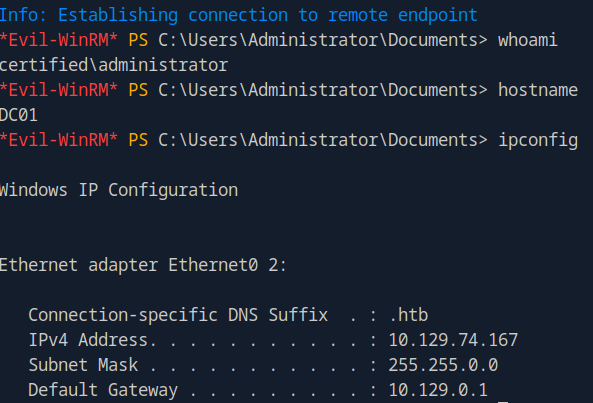 Info: Establishing connection to remote endpoint
*Evil-WinRM* PS C:\Users\Administrator\Documents> whoami
certified\administrator
*Evil-WinRM* PS C:\Users\Administrator\Documents> hostname
DC01
*Evil-WinRM* PS C:\Users\Administrator\Documents> ipconfig
Windows IP Configuration
Ethernet adapter Ethernet0 2:
Connection-specific DNS Suffix  . : .htb
IPv4 Address. . . . . . . . . . . : 10.129.74.167
Subnet Mask . . . . . . . . . . . : 255.255.0.0
Default Gateway . . . . . . . . . : 10.129.0.1